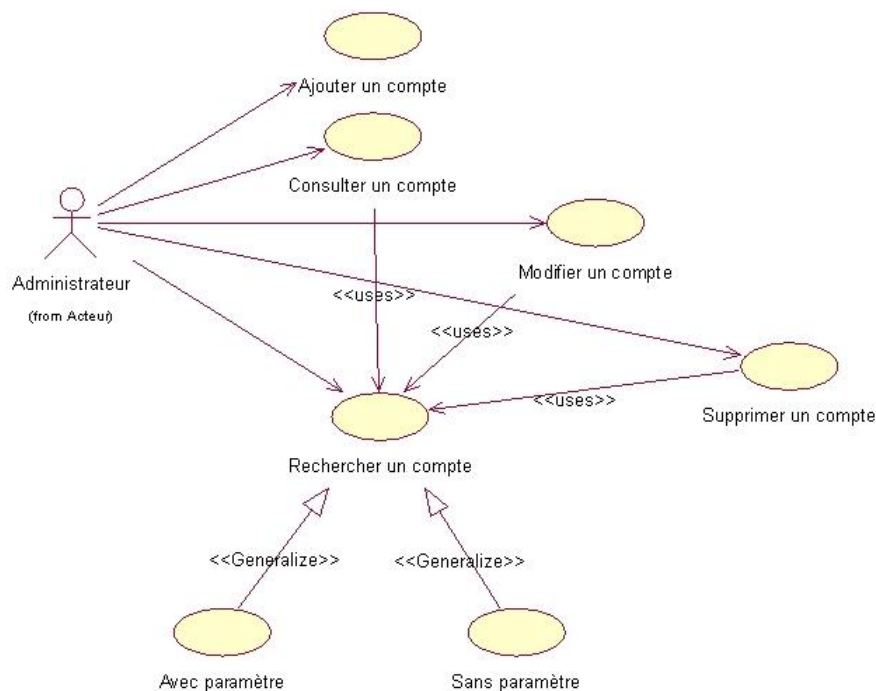 Ajouter un compte
Consulter un compte
Modifier un compte
Administrateur
(from Acteur)
<<uses>>
<<uses>>
<<uses>>
Supprimer un compte
Rechercher un compte
<<Generalize>>
<<Generalize>>
Avec paramètre
Sans paramètre